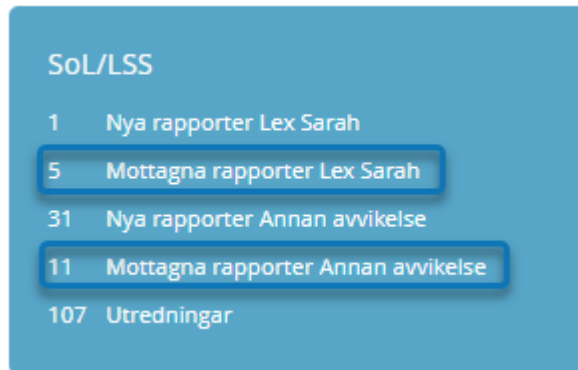 SoL/LSS
1 Nya rapporter Lex Sarah
5 Mottagna rapporter Lex Sarah
31 Nya rapporter Annan avvikelse
11 Mottagna rapporter Annan avvikelse
107 Utredningar